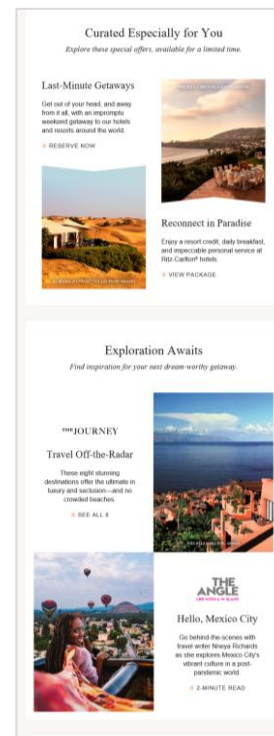 Curated Especially for You
Explore these special offers, available for a limited time.
Last-Minute Getaways
Get out of your head, and away
from it all, with an impromptu
weekend getaway to our hotels
and resorts around the world.
RESERVE NOW
Reconnect in Paradise
Enjoy a resort credit, daily breakfast,
and impeccable personal service at
Ritz-Carlton® hotels.
VIEW PACKAGE
Exploration Awaits
Find inspiration for your next dream-worthy getaway.
THE JOURNEY
Travel Off-the-Radar
These eight stunning
destinations offer the ultimate in
luxury and seclusion—and no
crowded beaches.
SEE ALL 8
THE
ANGLE
Hello, Mexico City
Go behind-the-scenes with
travel writer Nneya Richards
as she explores Mexico City's
vibrant culture in a post-
pandemic world.
2-MINUTE READ